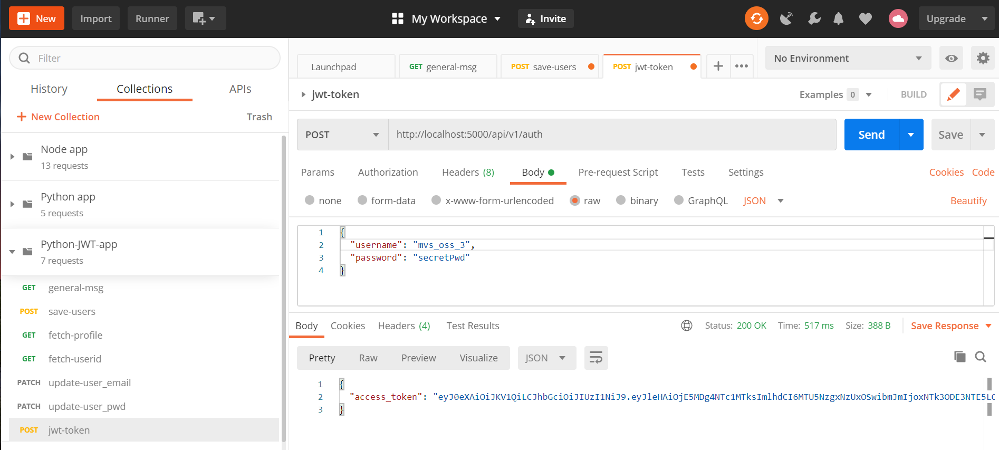 New
Import
Runner
My Workspace
Invite
Upgrade
Filter
History
Collections
APIs
New Collection
Trash
Node app
13 requests
Python app
5 requests
Python-JWT-app
7 requests
GET general-msg
POST save-users
GET fetch-profile
GET fetch-userid
PATCH update-user_email
PATCH update-user_pwd
POST jwt-token
Launchpad
GET general-msg
POST save-users
POST jwt-token
No Environment
jwt-token
Examples 0
BUILD
POST
http://localhost:5000/api/v1/auth
Send
Save
Params
Authorization
Headers (8)
Body
Pre-request Script
Tests
Settings
Cookies
Code
none
form-data
x-www-form-urlencoded
raw
binary
GraphQL
JSON
Beautify
1 {
2 "username": "mvs_oss_3",
3 "password": "secretPwd"
4 }
Body
Cookies
Headers (4)
Test Results
Status: 200 OK
Time: 517 ms
Size: 388 B
Save Response
Pretty
Raw
Preview
Visualize
JSON
1 {
2 "access_token": "eyJ0eXAiOiJKV1QiLCJhbGciOiJIUzI1NiJ9.eyJleHAiOjE5MDg4NTc1MTksImlhdCI6MTU5NzgxNzUxOSwibmJmIjoxNTk3ODE3NTE5LC
3 }